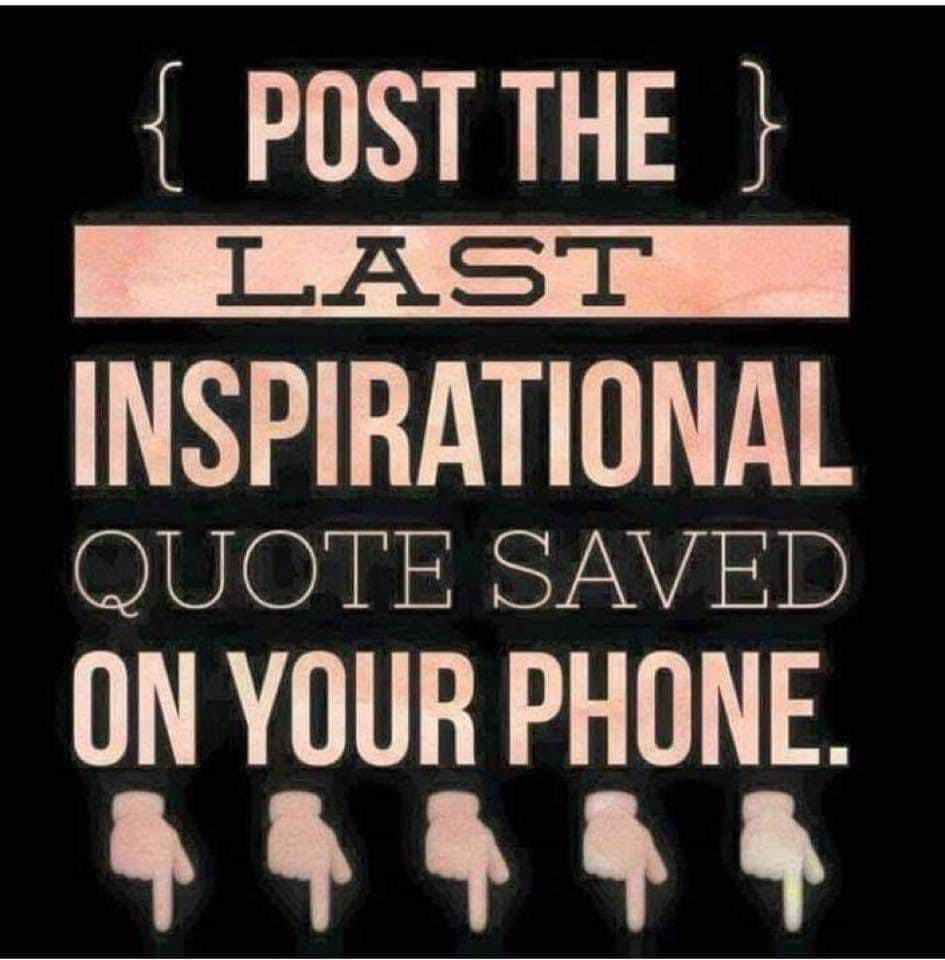 { POST THE }
LAST
INSPIRATIONAL
QUOTE SAVED
ON YOUR PHONE.